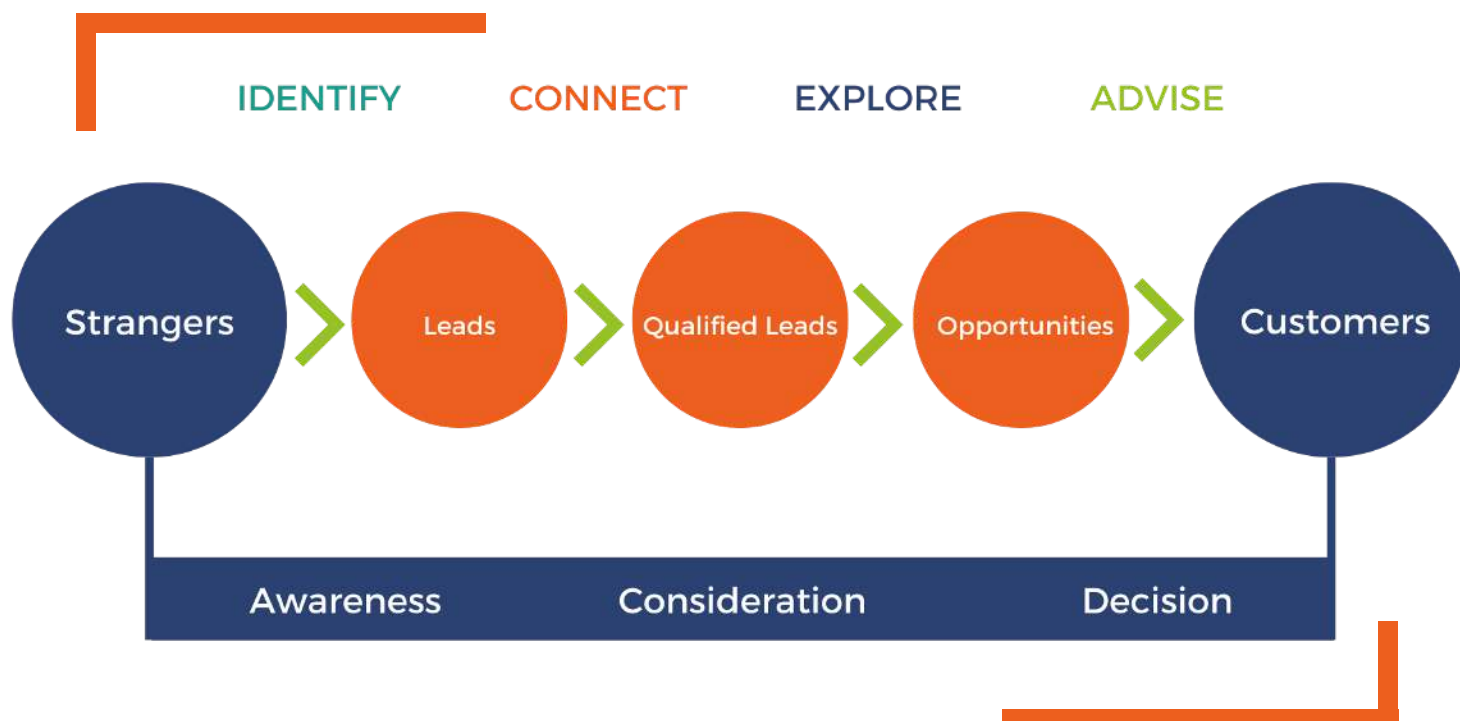 IDENTIFY CONNECT EXPLORE ADVISE
Strangers Leads Qualified Leads Opportunities Customers
Awareness Consideration Decision